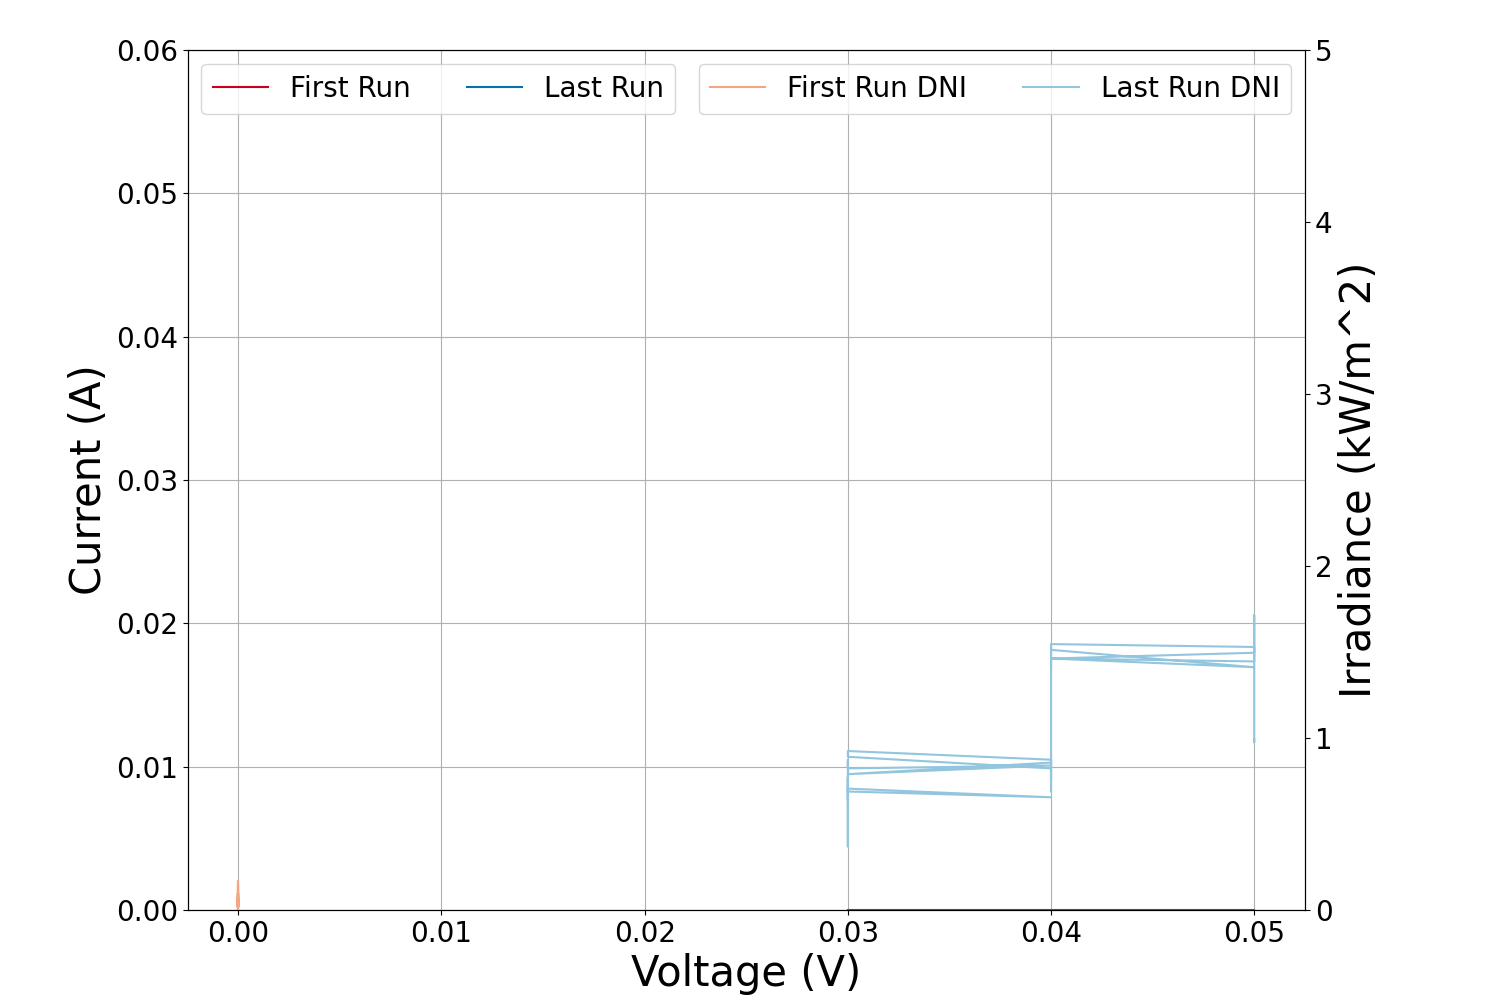 First Run
Last Run
First Run DNI
Last Run DNI
0.06
0.05
0.04
0.03
0.02
0.01
0.00
Current (A)
5
4
3
2
1
0
Irradiance (kW/m^2)
0.00
0.01
0.02
0.03
0.04
0.05
Voltage (V)